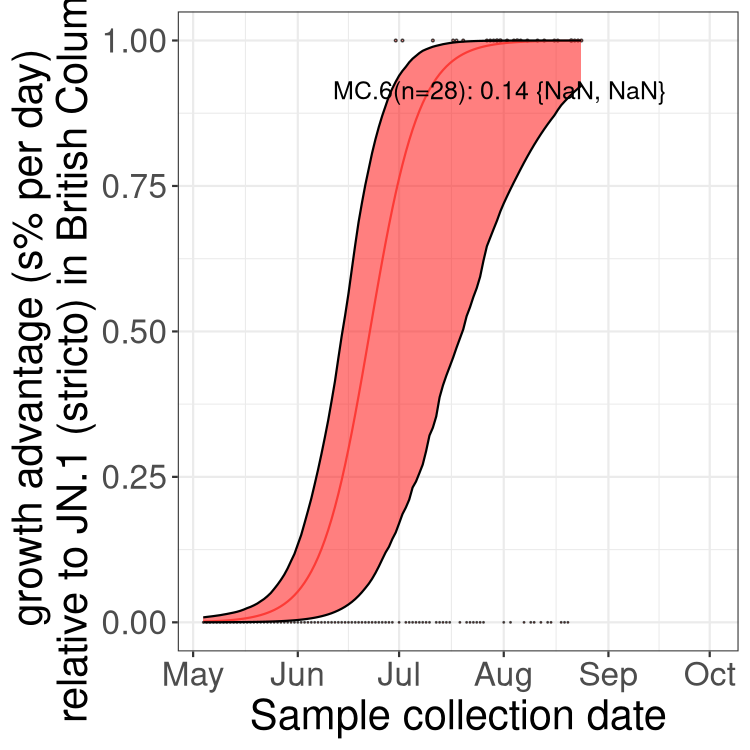 growth advantage (s% per day)
relative to JN.1 (stricto) in British Colum
1.00
0.75
0.50
0.25
0.00
MC.6(n=28): 0.14 {NaN, NaN}
May Jun Jul Aug Sep Oct
Sample collection date